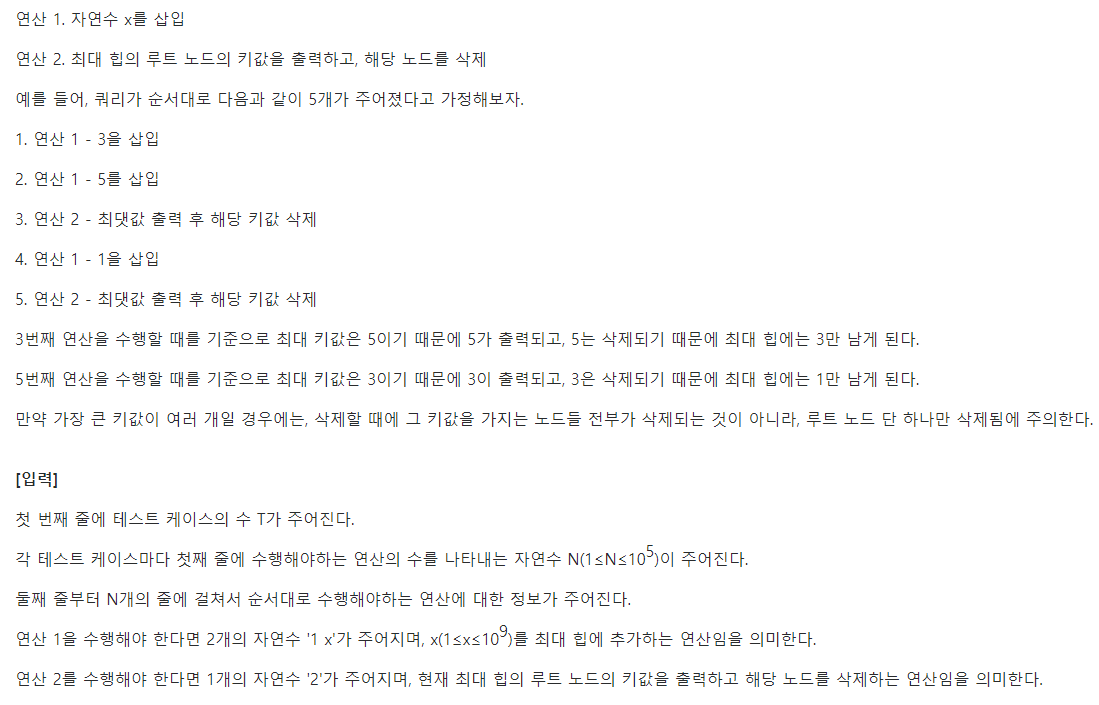 연산 1. 자연수 x를 삽입
연산 2. 최대 힙의 루트 노드의 키값을 출력하고, 해당 노드를 삭제
예를 들어, 쿼리가 순서대로 다음과 같이 5개가 주어졌다고 가정해보자.
1. 연산 1 - 3을 삽입
2. 연산 1 - 5를 삽입
3. 연산 2 - 최댓값 출력 후 해당 키값 삭제
4. 연산 1 - 1을 삽입
5. 연산 2 - 최댓값 출력 후 해당 키값 삭제
3번째 연산을 수행할 때를 기준으로 최대 키값은 5이기 때문에 5가 출력되고, 5는 삭제되기 때문에 최대 힙에는 3만 남게 된다.
5번째 연산을 수행할 때를 기준으로 최대 키값은 3이기 때문에 3이 출력되고, 3은 삭제되기 때문에 최대 힙에는 1만 남게 된다.
만약 가장 큰 키값이 여러 개일 경우에는, 삭제할 때에 그 키값을 가지는 노드들 전부가 삭제되는 것이 아니라, 루트 노드 단 하나만 삭제됨에 주의한다.
[입력]
첫 번째 줄에 테스트 케이스의 수 T가 주어진다.
각 테스트 케이스마다 첫째 줄에 수행해야하는 연산의 수를 나타내는 자연수 N(1≤N≤10⁵)이 주어진다.
둘째 줄부터 N개의 줄에 걸쳐서 순서대로 수행해야하는 연산에 대한 정보가 주어진다.
연산 1을 수행해야 한다면 2개의 자연수 '1 x'가 주어지며, x(1≤x≤10⁹)를 최대 힙에 추가하는 연산임을 의미한다.
연산 2를 수행해야 한다면 1개의 자연수 '2'가 주어지며, 현재 최대 힙의 루트 노드의 키값을 출력하고 해당 노드를 삭제하는 연산임을 의미한다.